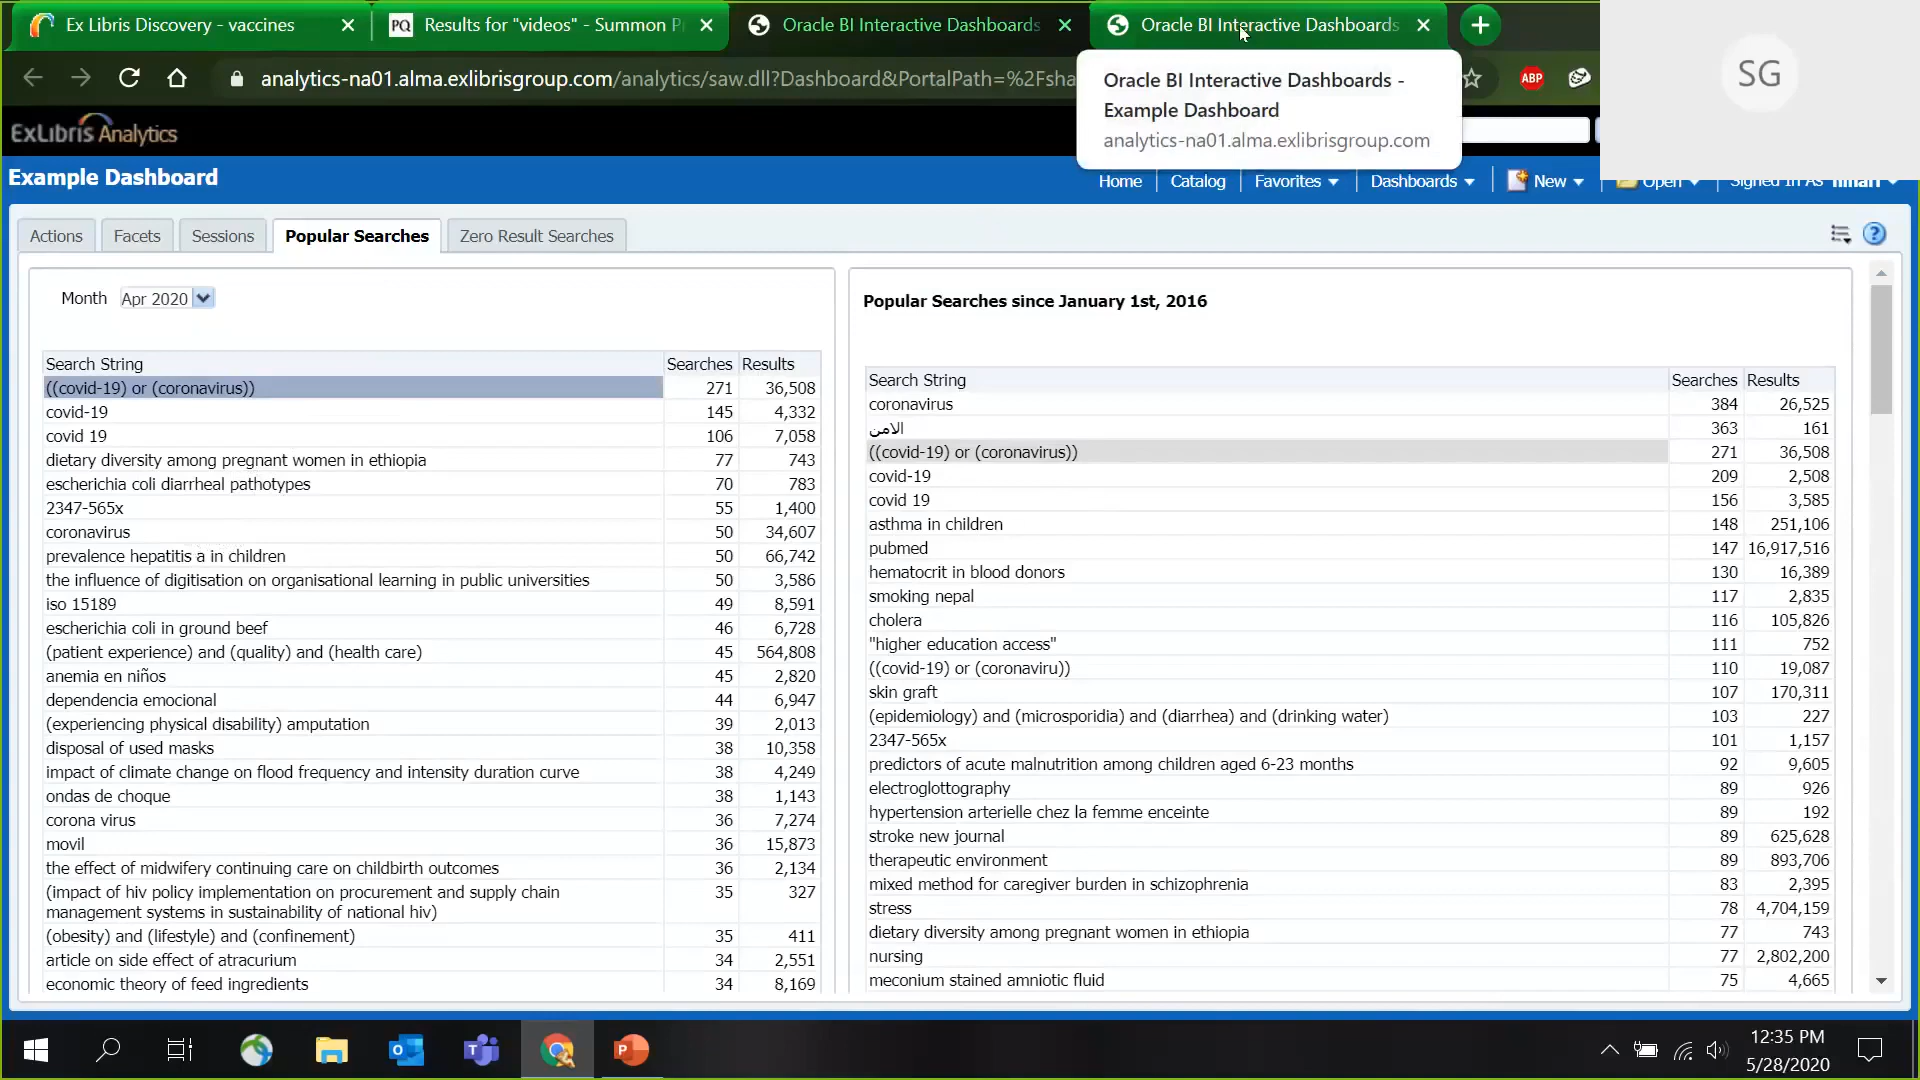 Ex Libris Discovery - vaccines
Results for "videos" - Summon P
Oracle BI Interactive Dashboards
Oracle BI Interactive Dashboards
analytics-na01.alma.exlibrisgroup.com/analytics/saw.dll?Dashboard&PortalPath=%2Fsha
ABP
SG
Oracle BI Interactive Dashboards -
Example Dashboard
analytics-na01.alma.exlibrisgroup.com
ExLibris Analytics
Example Dashboard
Home
Catalog
Favorites
Dashboards
New
Open
Signed In As
Actions
Facets
Sessions
Popular Searches
Zero Result Searches
?
Month Apr 2020
Search String Searches Results
((covid-19) or (coronavirus)) 271 36,508
covid-19 145 4,332
covid 19 106 7,058
dietary diversity among pregnant women in ethiopia 77 743
escherichia coli diarrheal pathotypes 70 783
2347-565x 55 1,400
coronavirus 50 34,607
prevalence hepatitis a in children 50 66,742
the influence of digitisation on organisational learning in public universities 50 3,586
iso 15189 49 8,591
escherichia coli in ground beef 46 6,728
(patient experience) and (quality) and (health care) 45 564,808
anemia en niños 45 2,820
dependencia emocional 44 6,947
(experiencing physical disability) amputation 39 2,013
disposal of used masks 38 10,358
impact of climate change on flood frequency and intensity duration curve 38 4,249
ondas de choque 38 1,143
corona virus 36 7,274
movil 36 15,873
the effect of midwifery continuing care on childbirth outcomes 36 2,134
(impact of hiv policy implementation on procurement and supply chain 35 327
management systems in sustainability of national hiv)
(obesity) and (lifestyle) and (confinement) 35 411
article on side effect of atracurium 34 2,551
economic theory of feed ingredients 34 8,169
Popular Searches since January 1st, 2016
Search String Searches Results
coronavirus 384 26,525
الامن 363 161
((covid-19) or (coronavirus)) 271 36,508
covid-19 209 2,508
covid 19 156 3,585
asthma in children 148 251,106
pubmed 147 16,917,516
hematocrit in blood donors 130 16,389
smoking nepal 117 2,835
cholera 116 105,826
"higher education access" 111 752
((covid-19) or (coronaviru)) 110 19,087
skin graft 107 170,311
(epidemiology) and (microsporidia) and (diarrhea) and (drinking water) 103 227
2347-565x 101 1,157
predictors of acute malnutrition among children aged 6-23 months 92 9,605
electroglottography 89 926
hypertension arterielle chez la femme enceinte 89 192
stroke new journal 89 625,628
therapeutic environment 89 893,706
mixed method for caregiver burden in schizophrenia 83 2,395
stress 78 4,704,159
dietary diversity among pregnant women in ethiopia 77 743
nursing 77 2,802,200
meconium stained amniotic fluid 75 4,665
12:35 PM
5/28/2020